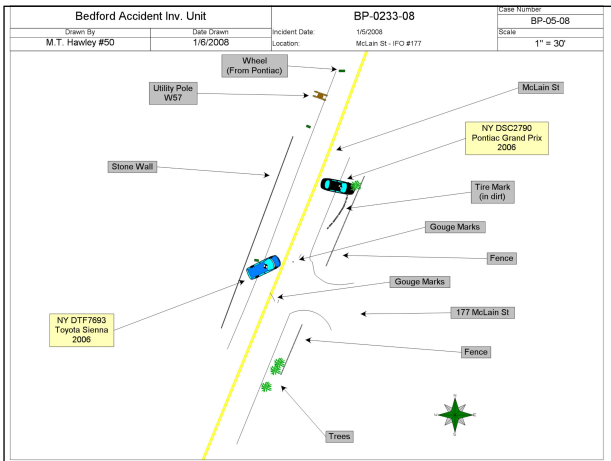 Bedford Accident Inv. Unit
BP-0233-08
Case Number
BP-05-08
Drawn By
Date Drawn
Incident Date:
1/5/2008
Scale
M.T. Hawley #50
1/6/2008
Location:
McLain St - IFO #177
1" = 30'
Wheel
(From Pontiac)
Utility Pole
W57
McLain St
NY DSC2790
Pontiac Grand Prix
2006
Stone Wall
Tire Mark
(in dirt)
Gouge Marks
Fence
Gouge Marks
177 McLain St
NY DTF7693
Toyota Sienna
2006
Fence
Trees